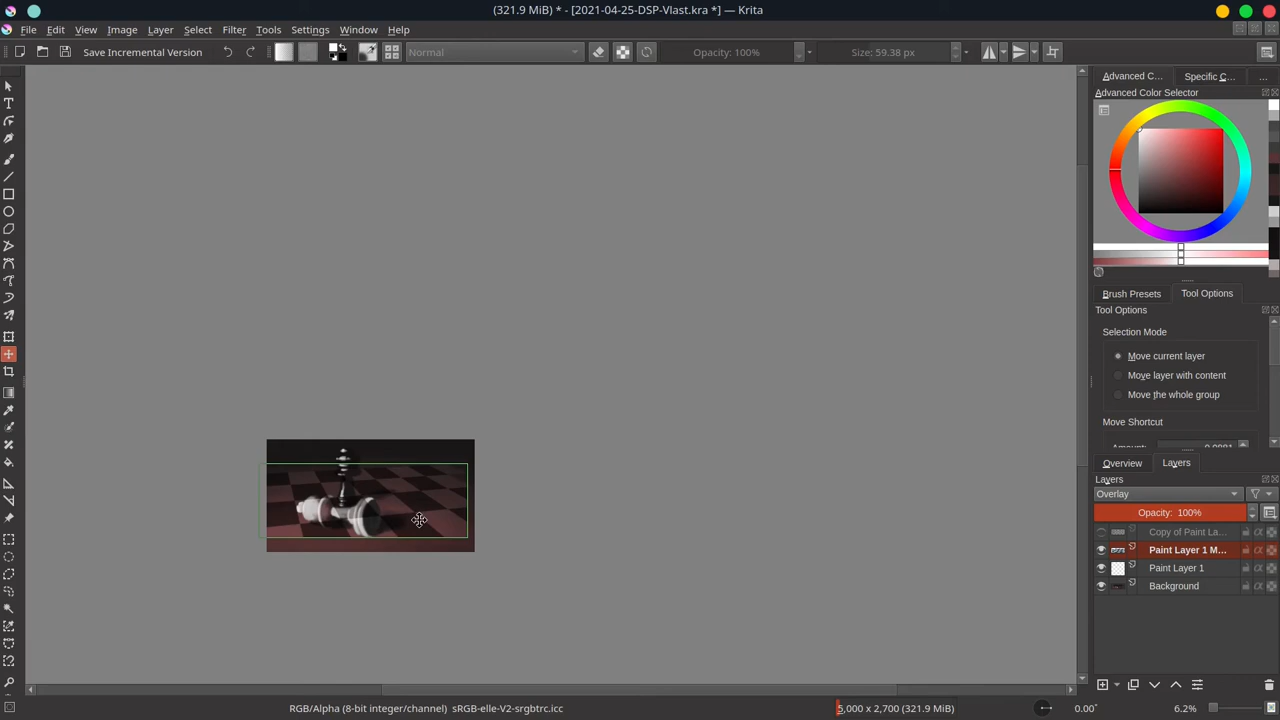 (321.9 MiB) * - [2021-04-25-DSP-Vlast.kra *] — Krita
File Edit View Image Filter Layer Select Tools Settings Window Help
Save Incremental Version Normal Opacity: 100% Size: 59.38 px
Advanced C... Specific C... ...
Advanced Color Selector
Brush Presets Tool Options
Tool Options
Selection Mode
Move current layer
Move layer with content
Move the whole group
Move Shortcut
Amount:
Overview Layers
Layers
Overlay
Opacity: 100%
Copy of Paint La...
Paint Layer 1 M...
Paint Layer 1
Background
RGB/Alpha (8-bit integer/channel) sRGB-elle-V2-srgbtrc.icc 5,000 x 2,700 (321.9 MiB) 0.00° 6.2%